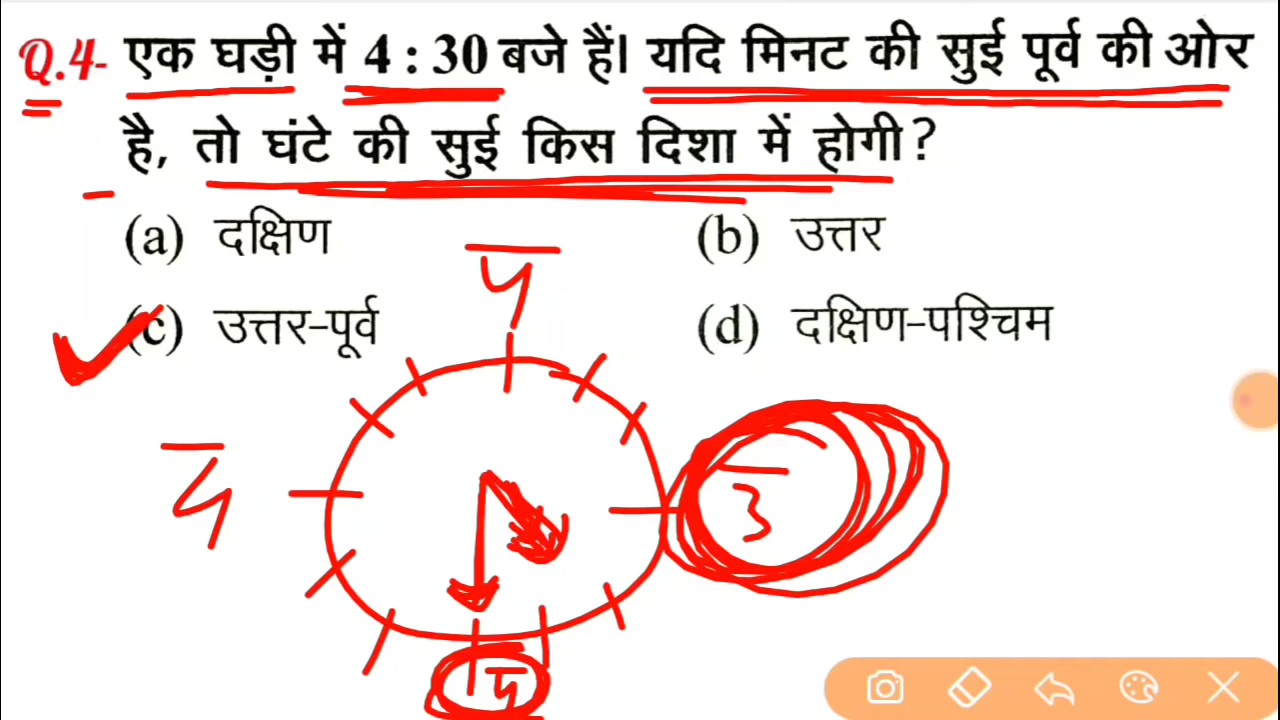 Q.4- एक घड़ी में 4 : 30 बजे हैं। यदि मिनट की सुई पूर्व की ओर
है, तो घंटे की सुई किस दिशा में होगी?
(a) दक्षिण (b) उत्तर
(c) उत्तर-पूर्व (d) दक्षिण-पश्चिम
प
द
उ
पू